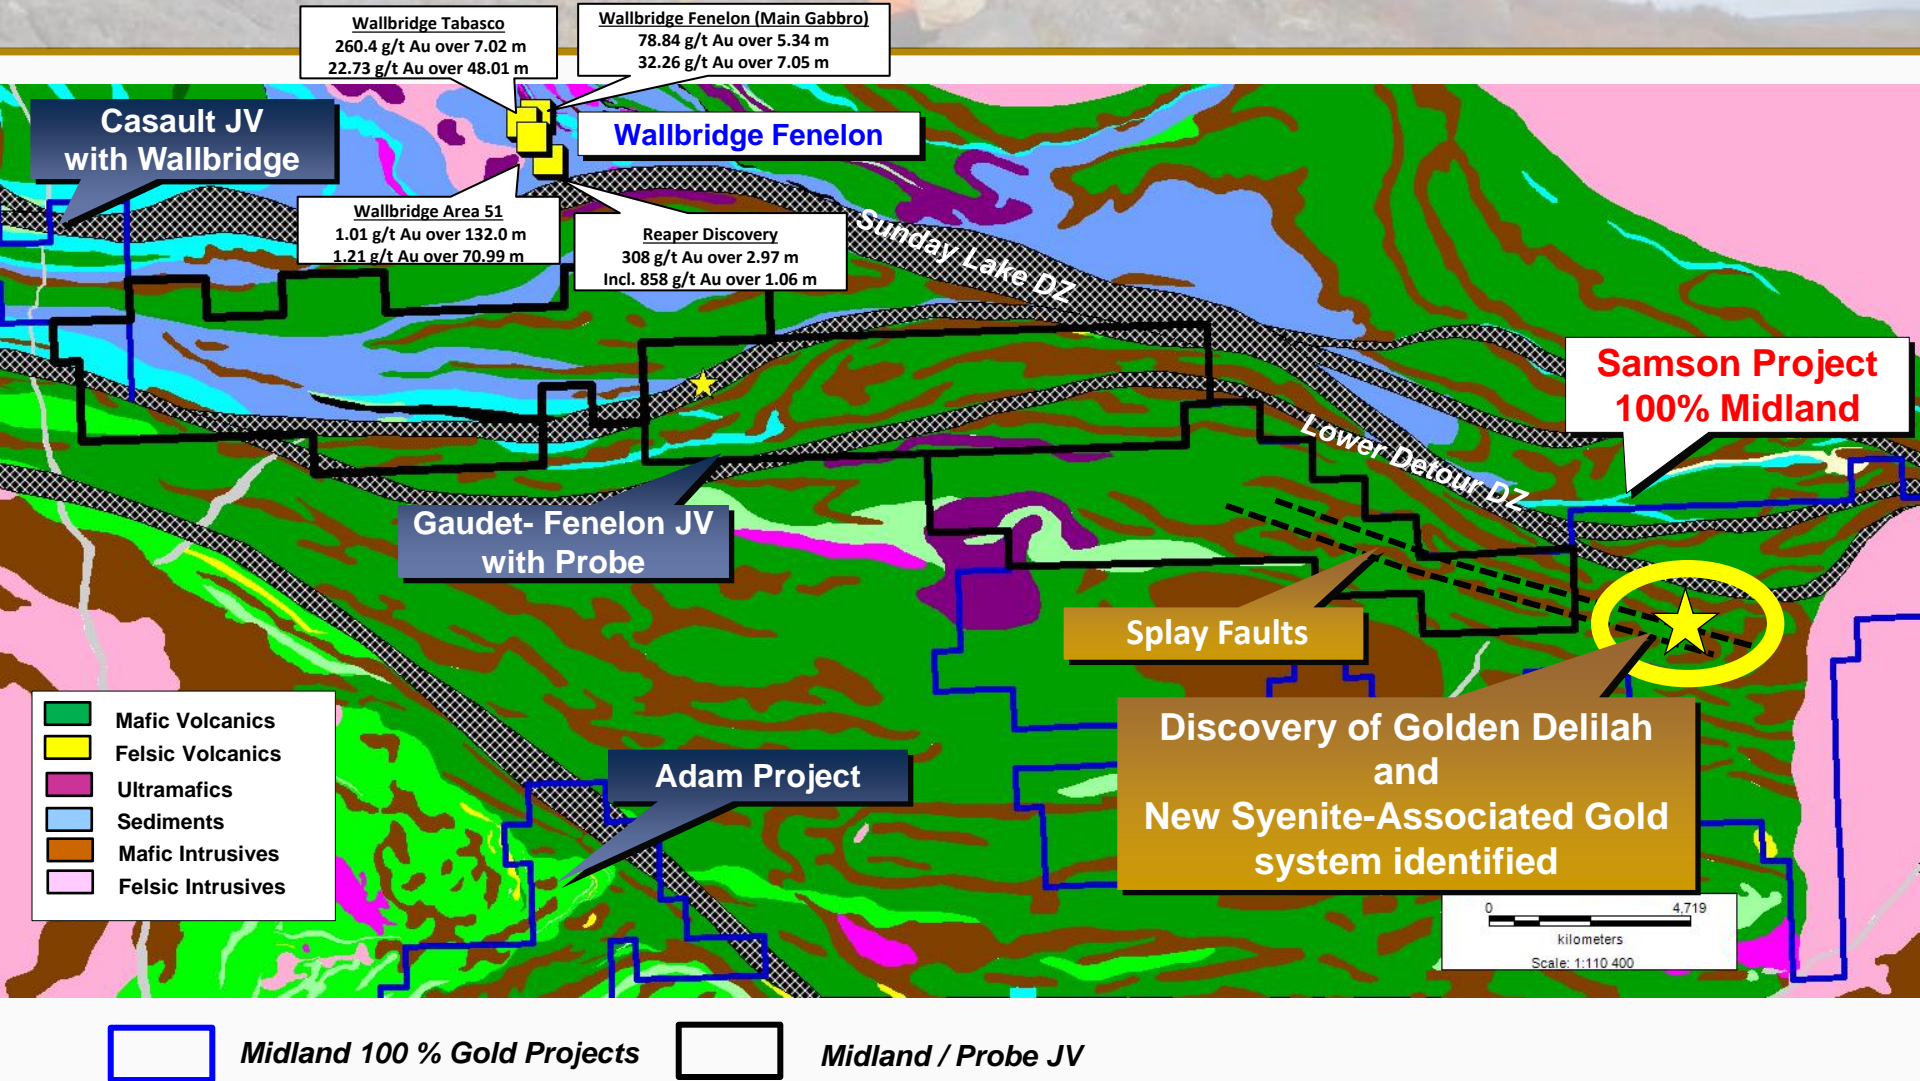 Wallbridge Tabasco
260.4 g/t Au over 7.02 m
22.73 g/t Au over 48.01 m
Wallbridge Fenelon (Main Gabbro)
78.84 g/t Au over 5.34 m
32.26 g/t Au over 7.05 m
Casault JV
with Wallbridge
Wallbridge Fenelon
Wallbridge Area 51
1.01 g/t Au over 132.0 m
1.21 g/t Au over 70.99 m
Reaper Discovery
308 g/t Au over 2.97 m
Incl. 858 g/t Au over 1.06 m
Sunday Lake DZ
Samson Project
100% Midland
Lower Detour DZ
Gaudet- Fenelon JV
with Probe
Splay Faults
Discovery of Golden Delilah
and
New Syenite-Associated Gold
system identified
Adam Project
Mafic Volcanics
Felsic Volcanics
Ultramafics
Sediments
Mafic Intrusives
Felsic Intrusives
0 4,719
kilometers
Scale: 1:110 400
Midland 100 % Gold Projects
Midland / Probe JV